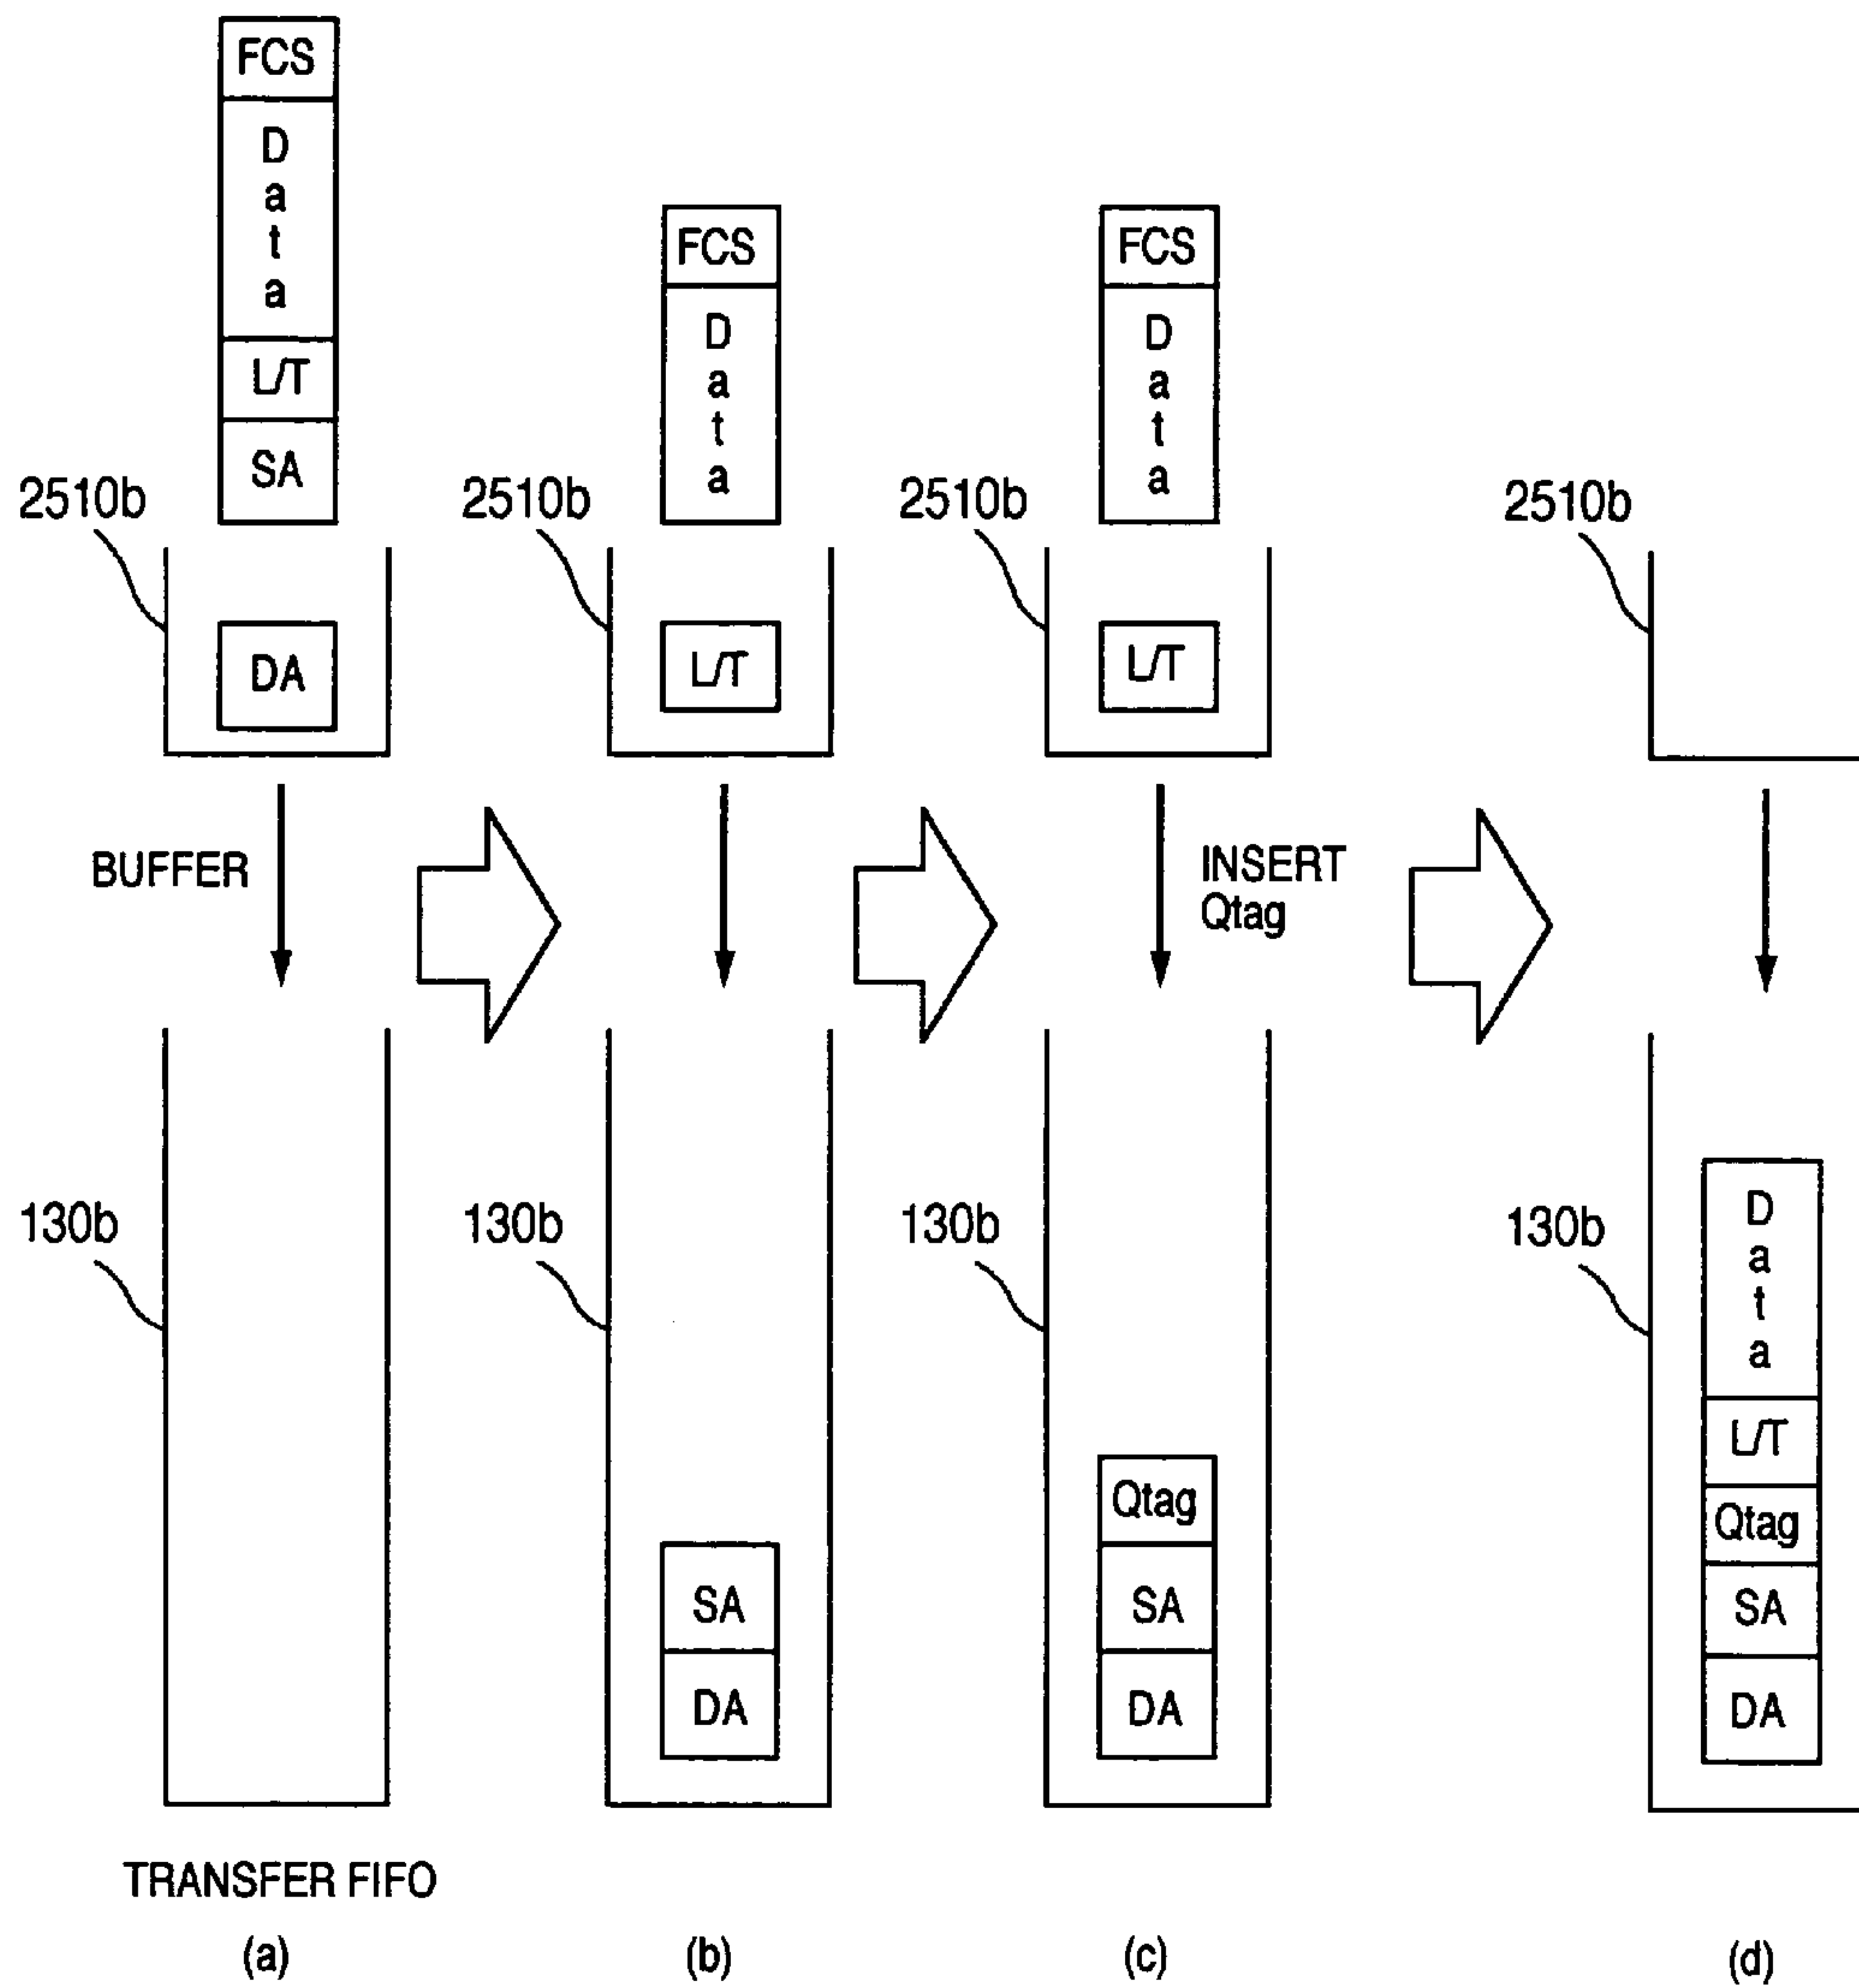 FCS
D
a
t
a
L/T
SA
2510b
DA
BUFFER
130b
TRANSFER FIFO
(a)
FCS
D
a
t
a
2510b
L/T
130b
SA
DA
(b)
FCS
D
a
t
a
2510b
L/T
INSERT
Qtag
130b
Qtag
SA
DA
(c)
2510b
130b
D
a
t
a
L/T
Qtag
SA
DA
(d)